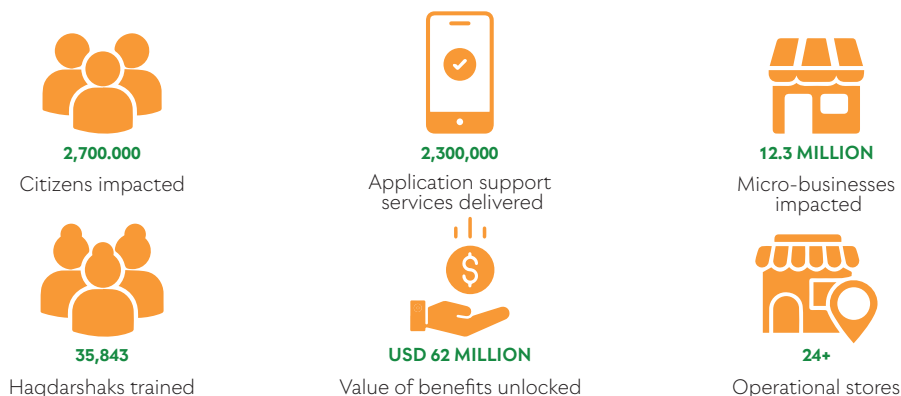 2,700.000
Citizens impacted
2,300,000
Application support
services delivered
12.3 MILLION
Micro-businesses
impacted
35,843
Haqdarshaks trained
USD 62 MILLION
Value of benefits unlocked
24+
Operational stores